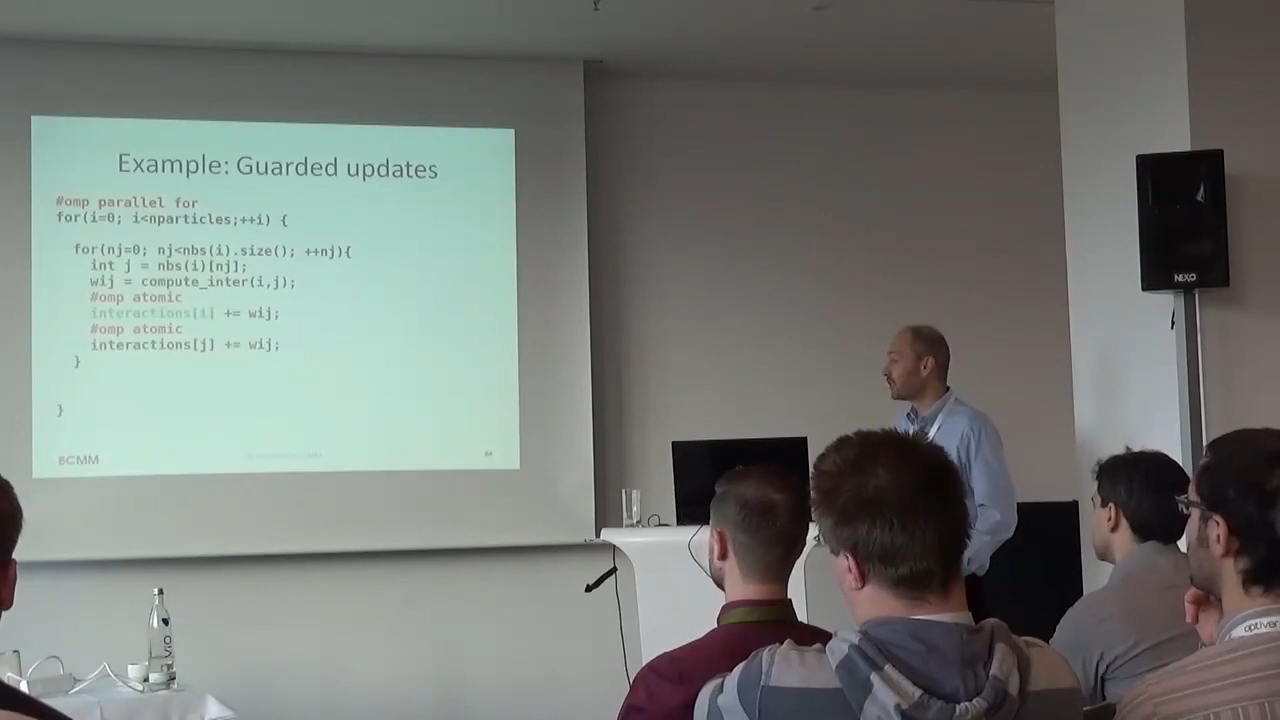 Example: Guarded updates
#omp parallel for
for(i=0; i<nparticles;++i) {
for(nj=0; nj<nbs(i).size(); ++nj){
int j = nbs(i)[nj];
wij = compute_inter(i,j);
#omp atomic
interactions[i] += wij;
#omp atomic
interactions[j] += wij;
}
}
BCMM
NEXO
optiver